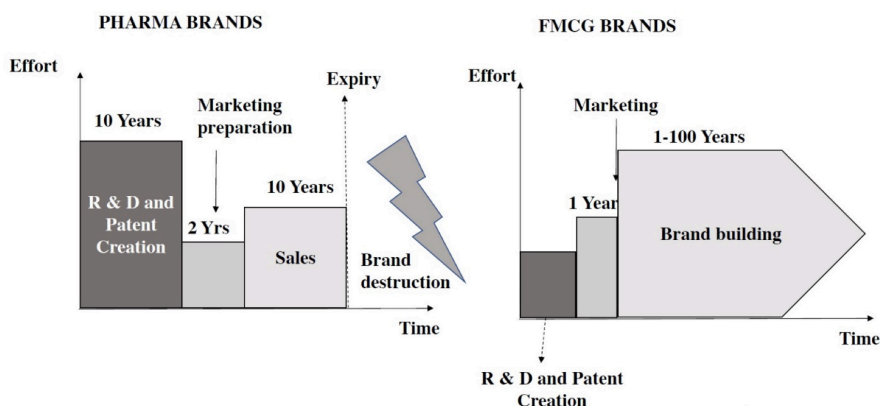 PHARMA BRANDS
Effort
Expiry
Marketing
preparation
10 Years
10 Years
R & D and
Patent
Creation
2 Yrs
Sales
Brand
destruction
Time
FMCG BRANDS
Effort
Marketing
1-100 Years
1 Year
Brand building
Time
R & D and Patent
Creation